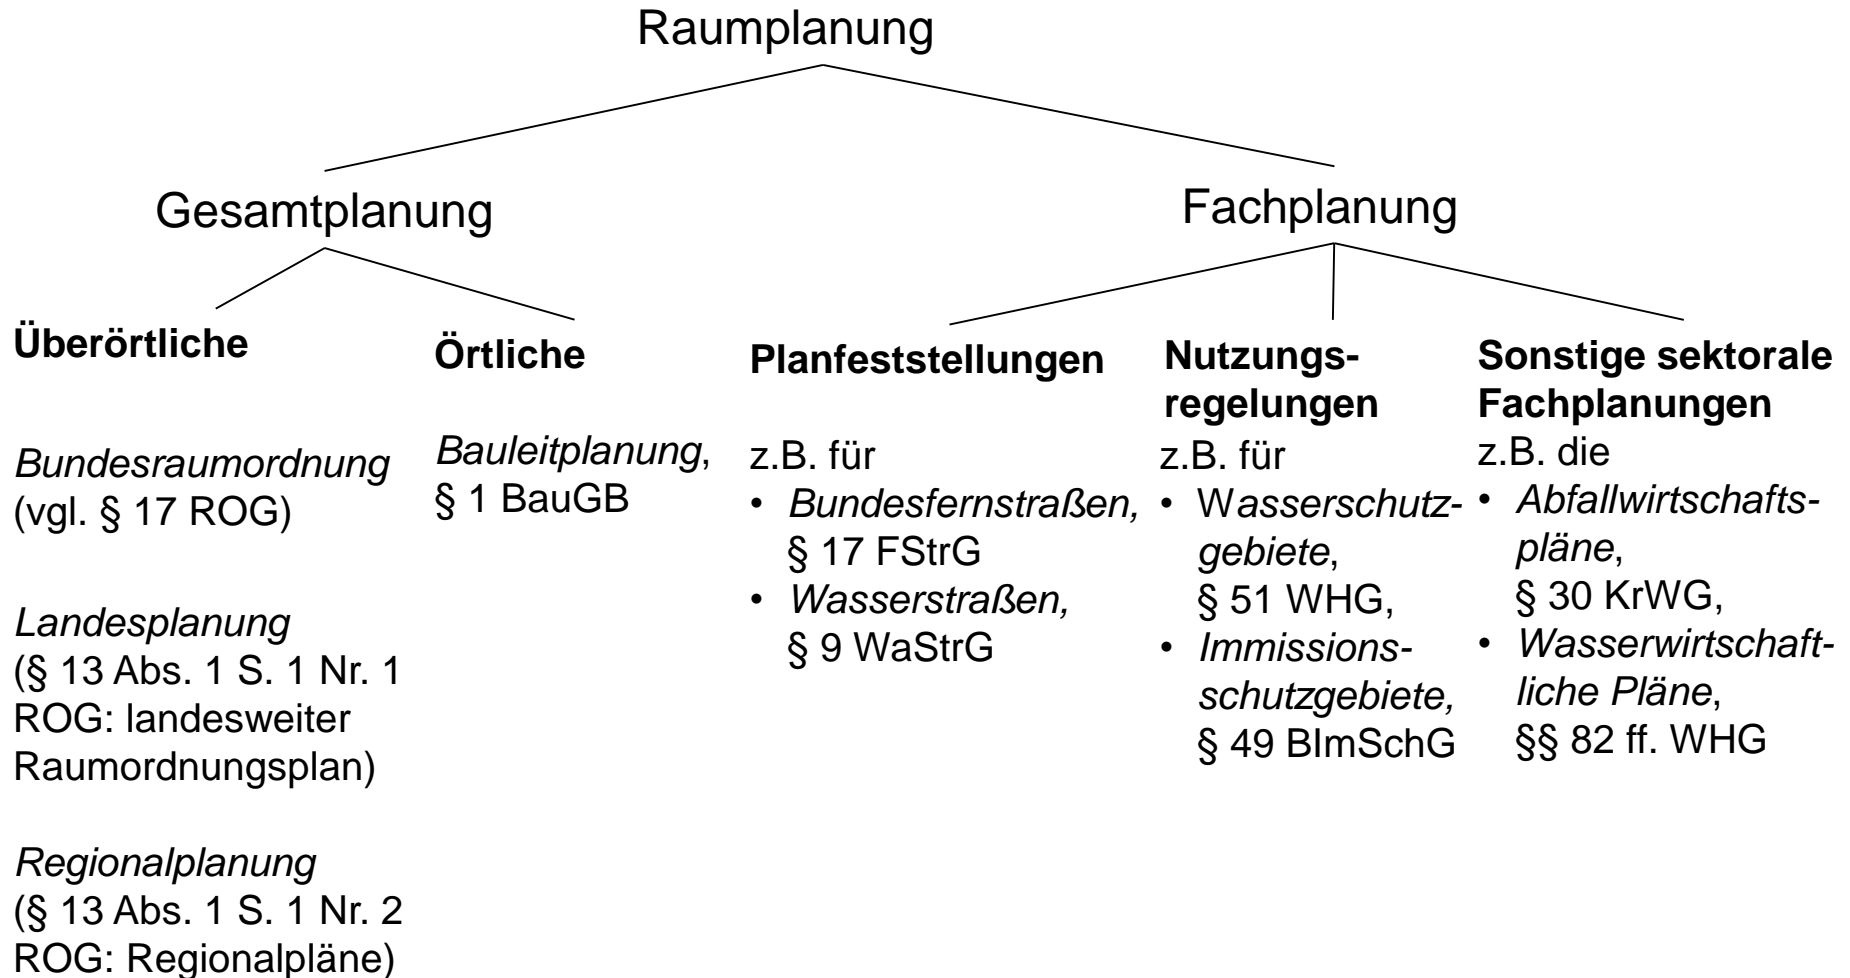 Raumplanung
Gesamtplanung
Fachplanung
Überörtliche
Bundesraumordnung
(vgl. § 17 ROG)
Landesplanung
(§ 13 Abs. 1 S. 1 Nr. 1
ROG: landesweiter
Raumordnungsplan)
Regionalplanung
(§ 13 Abs. 1 S. 1 Nr. 2
ROG: Regionalpläne)
Örtliche
Bauleitplanung,
§ 1 BauGB
Planfeststellungen
z.B. für
• Bundesfernstraßen,
§ 17 FStrG
• Wasserstraßen,
§ 9 WaStrG
Nutzungs-
regelungen
z.B. für
• Wasserschutz-
gebiete,
§ 51 WHG,
• Immissions-
schutzgebiete,
§ 49 BImSchG
Sonstige sektorale
Fachplanungen
z.B. die
• Abfallwirtschafts-
pläne,
§ 30 KrWG,
• Wasserwirtschaft-
liche Pläne,
§§ 82 ff. WHG